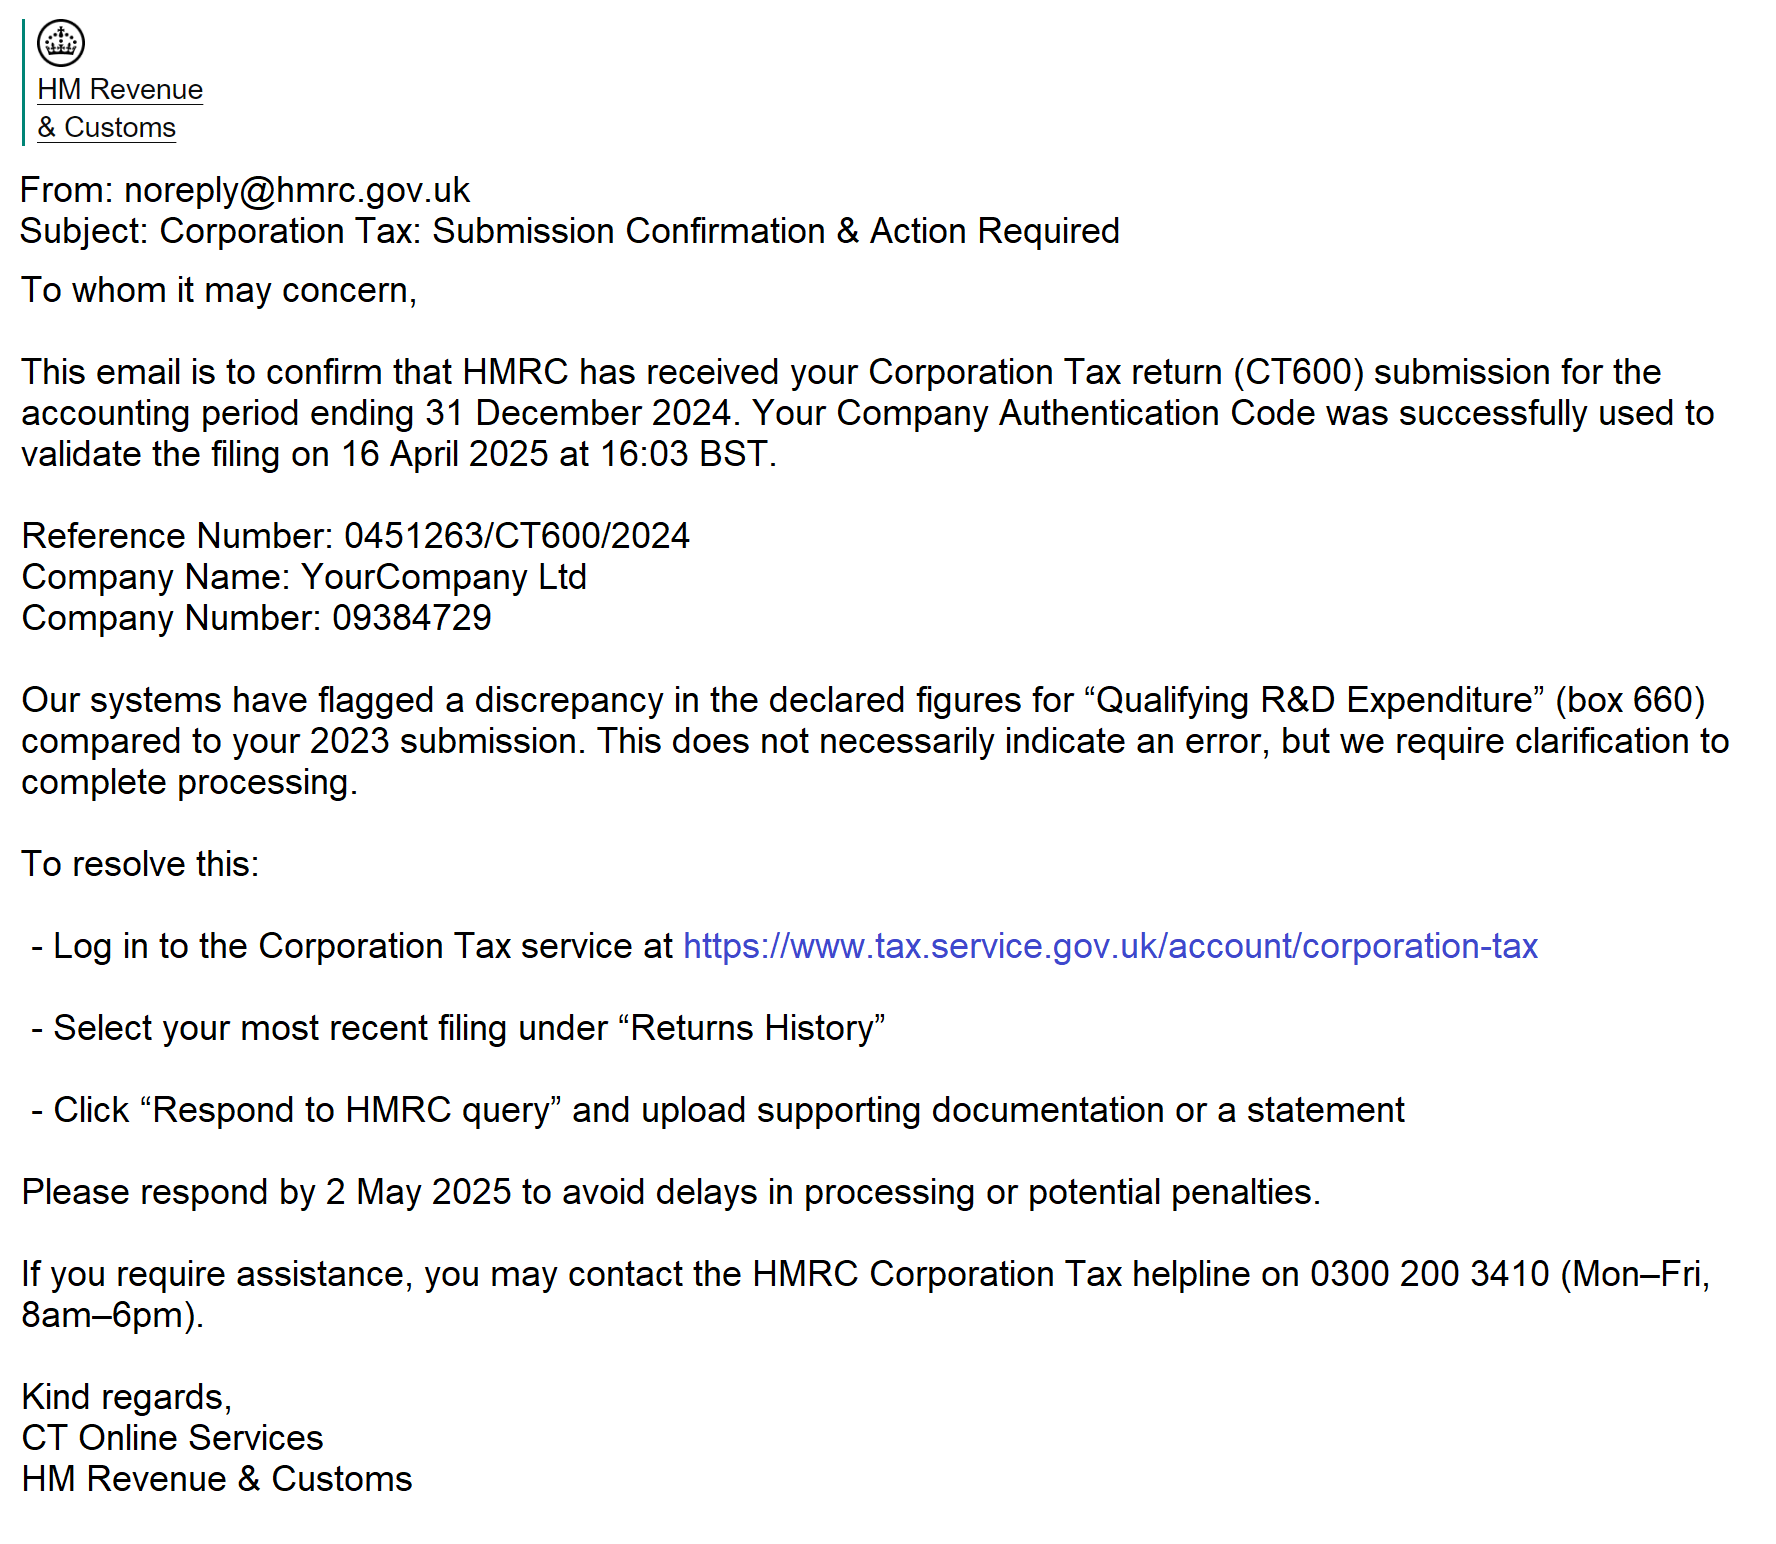 HM Revenue
& Customs
From: noreply@hmrc.gov.uk
Subject: Corporation Tax: Submission Confirmation & Action Required
To whom it may concern,
This email is to confirm that HMRC has received your Corporation Tax return (CT600) submission for the
accounting period ending 31 December 2024. Your Company Authentication Code was successfully used to
validate the filing on 16 April 2025 at 16:03 BST.
Reference Number: 0451263/CT600/2024
Company Name: YourCompany Ltd
Company Number: 09384729
Our systems have flagged a discrepancy in the declared figures for “Qualifying R&D Expenditure” (box 660)
compared to your 2023 submission. This does not necessarily indicate an error, but we require clarification to
complete processing.
To resolve this:
- Log in to the Corporation Tax service at https://www.tax.service.gov.uk/account/corporation-tax
- Select your most recent filing under “Returns History”
- Click “Respond to HMRC query” and upload supporting documentation or a statement
Please respond by 2 May 2025 to avoid delays in processing or potential penalties.
If you require assistance, you may contact the HMRC Corporation Tax helpline on 0300 200 3410 (Mon–Fri,
8am–6pm).
Kind regards,
CT Online Services
HM Revenue & Customs